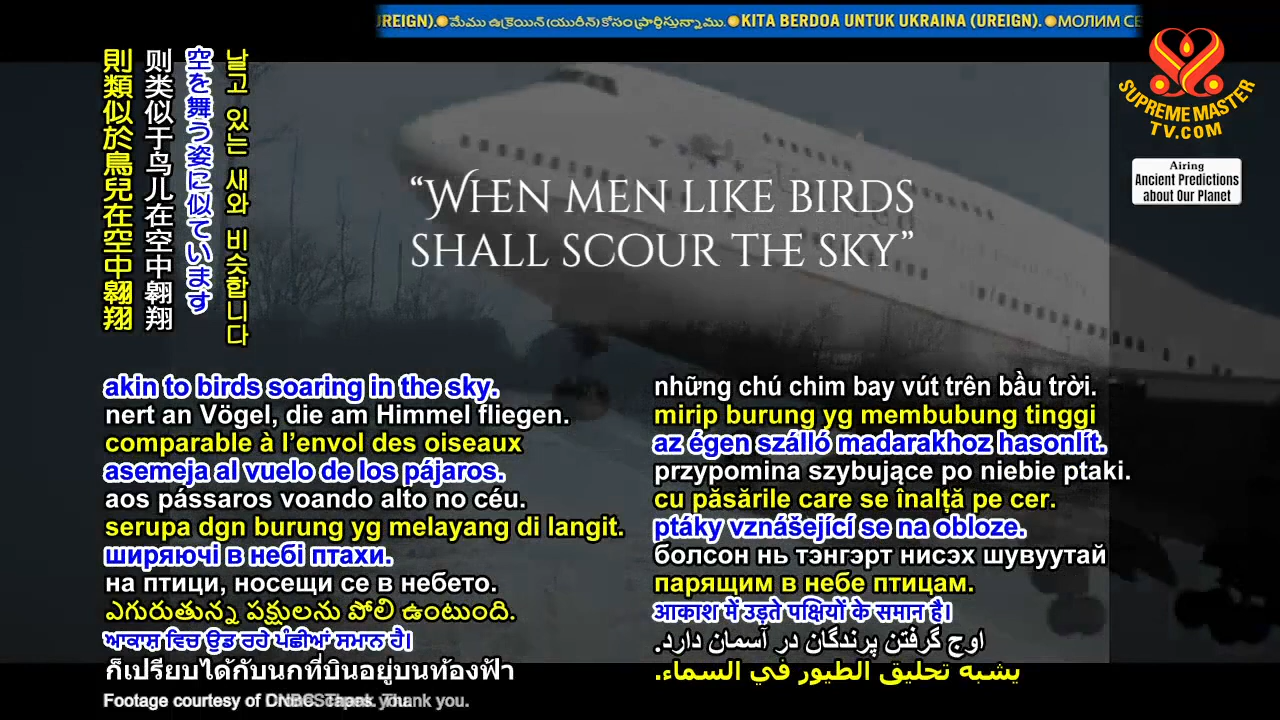 UREIGN).●మేము ఉక్రెయిన్ (యురీన్) కోసం ప్రార్థిస్తున్నాము.●KITA BERDOA UNTUK UKRAINA (UREIGN). ●МОЛИМ СЕ
SUPREME MASTER
TV.COM
Airing
Ancient Predictions
about Our Planet
則類似於鳥兒在空中翱翔
则类似于鸟儿在空中翱翔
空を舞う姿に似ています
날고 있는 새와 비슷합니다
“WHEN MEN LIKE BIRDS
SHALL SCOUR THE SKY”
akin to birds soaring in the sky.
nert an Vögel, die am Himmel fliegen.
comparable à l’envol des oiseaux
asemeja al vuelo de los pájaros.
aos pássaros voando alto no céu.
serupa dgn burung yg melayang di langit.
ширяючі в небі птахи.
на птици, носещи се в небето.
ఎగురుతున్న పక్షులను పోలి ఉంటుంది.
ਆਕਾਸ਼ ਵਿਚ ਉਡ ਰਹੇ ਪੰਛੀਆਂ ਸਮਾਨ ਹੈ।
ก็เปรียบได้กับนกที่บินอยู่บนท้องฟ้า
những chú chim bay vút trên bầu trời.
mirip burung yg membubung tinggi
az égen szálló madarakhoz hasonlít.
przypomina szybujące po niebie ptaki.
cu păsările care se înalță pe cer.
ptáky vznášející se na obloze.
болсон нь тэнгэрт нисэх шувуутай
парящим в небе птицам.
आकाश में उड़ते पक्षियों के समान है।
اوج گرفتن پرندگان در آسمان دارد.
يشبه تحليق الطيور في السماء.
Footage courtesy of Thank you.